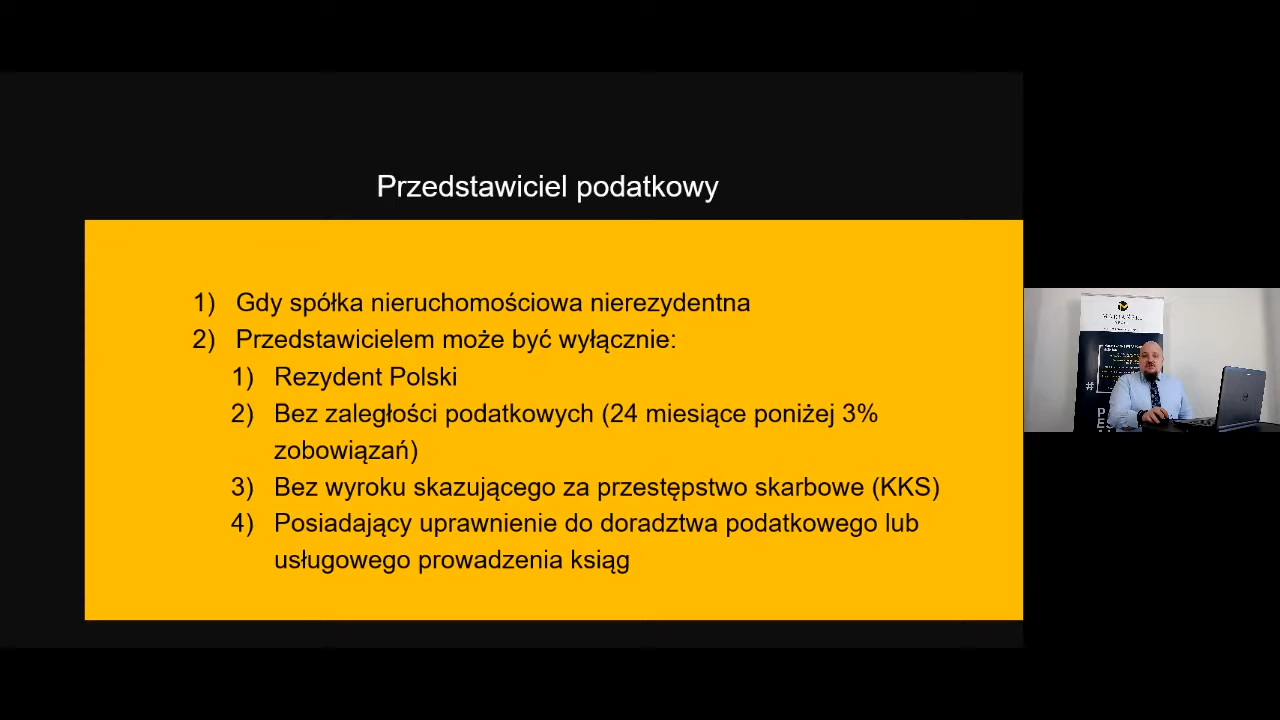 Przedstawiciel podatkowy
1) Gdy spółka nieruchomościowa nierezydentna
2) Przedstawicielem może być wyłącznie:
1) Rezydent Polski
2) Bez zaległości podatkowych (24 miesiące poniżej 3%
zobowiązań)
3) Bez wyroku skazującego za przestępstwo skarbowe (KKS)
4) Posiadający uprawnienie do doradztwa podatkowego lub
usługowego prowadzenia ksiąg
#